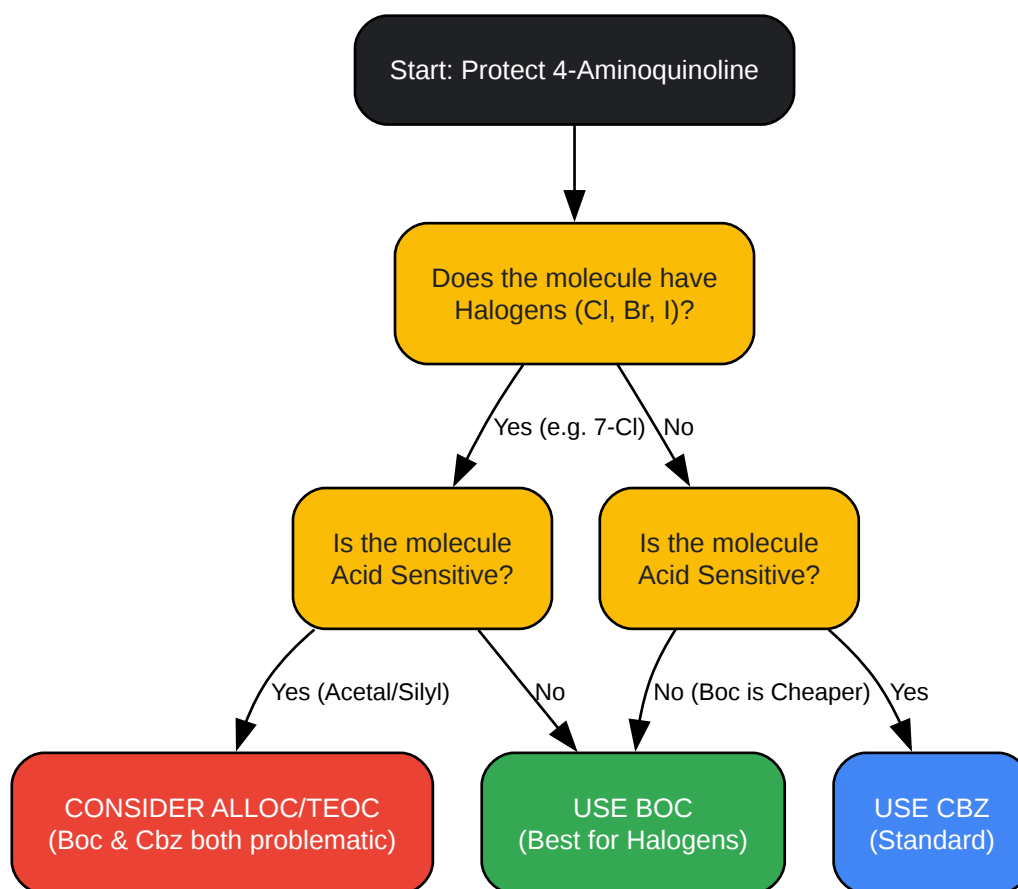 Start: Protect 4-Aminoquinoline
Does the molecule have
Halogens (Cl, Br, I)?
Yes (e.g. 7-Cl)
No
Is the molecule
Acid Sensitive?
Is the molecule
Acid Sensitive?
Yes (Acetal/Silyl)
No
No (Boc is Cheaper)
Yes
CONSIDER ALLOC/TEOC
(Boc & Cbz both problematic)
USE BOC
(Best for Halogens)
USE CBZ
(Standard)